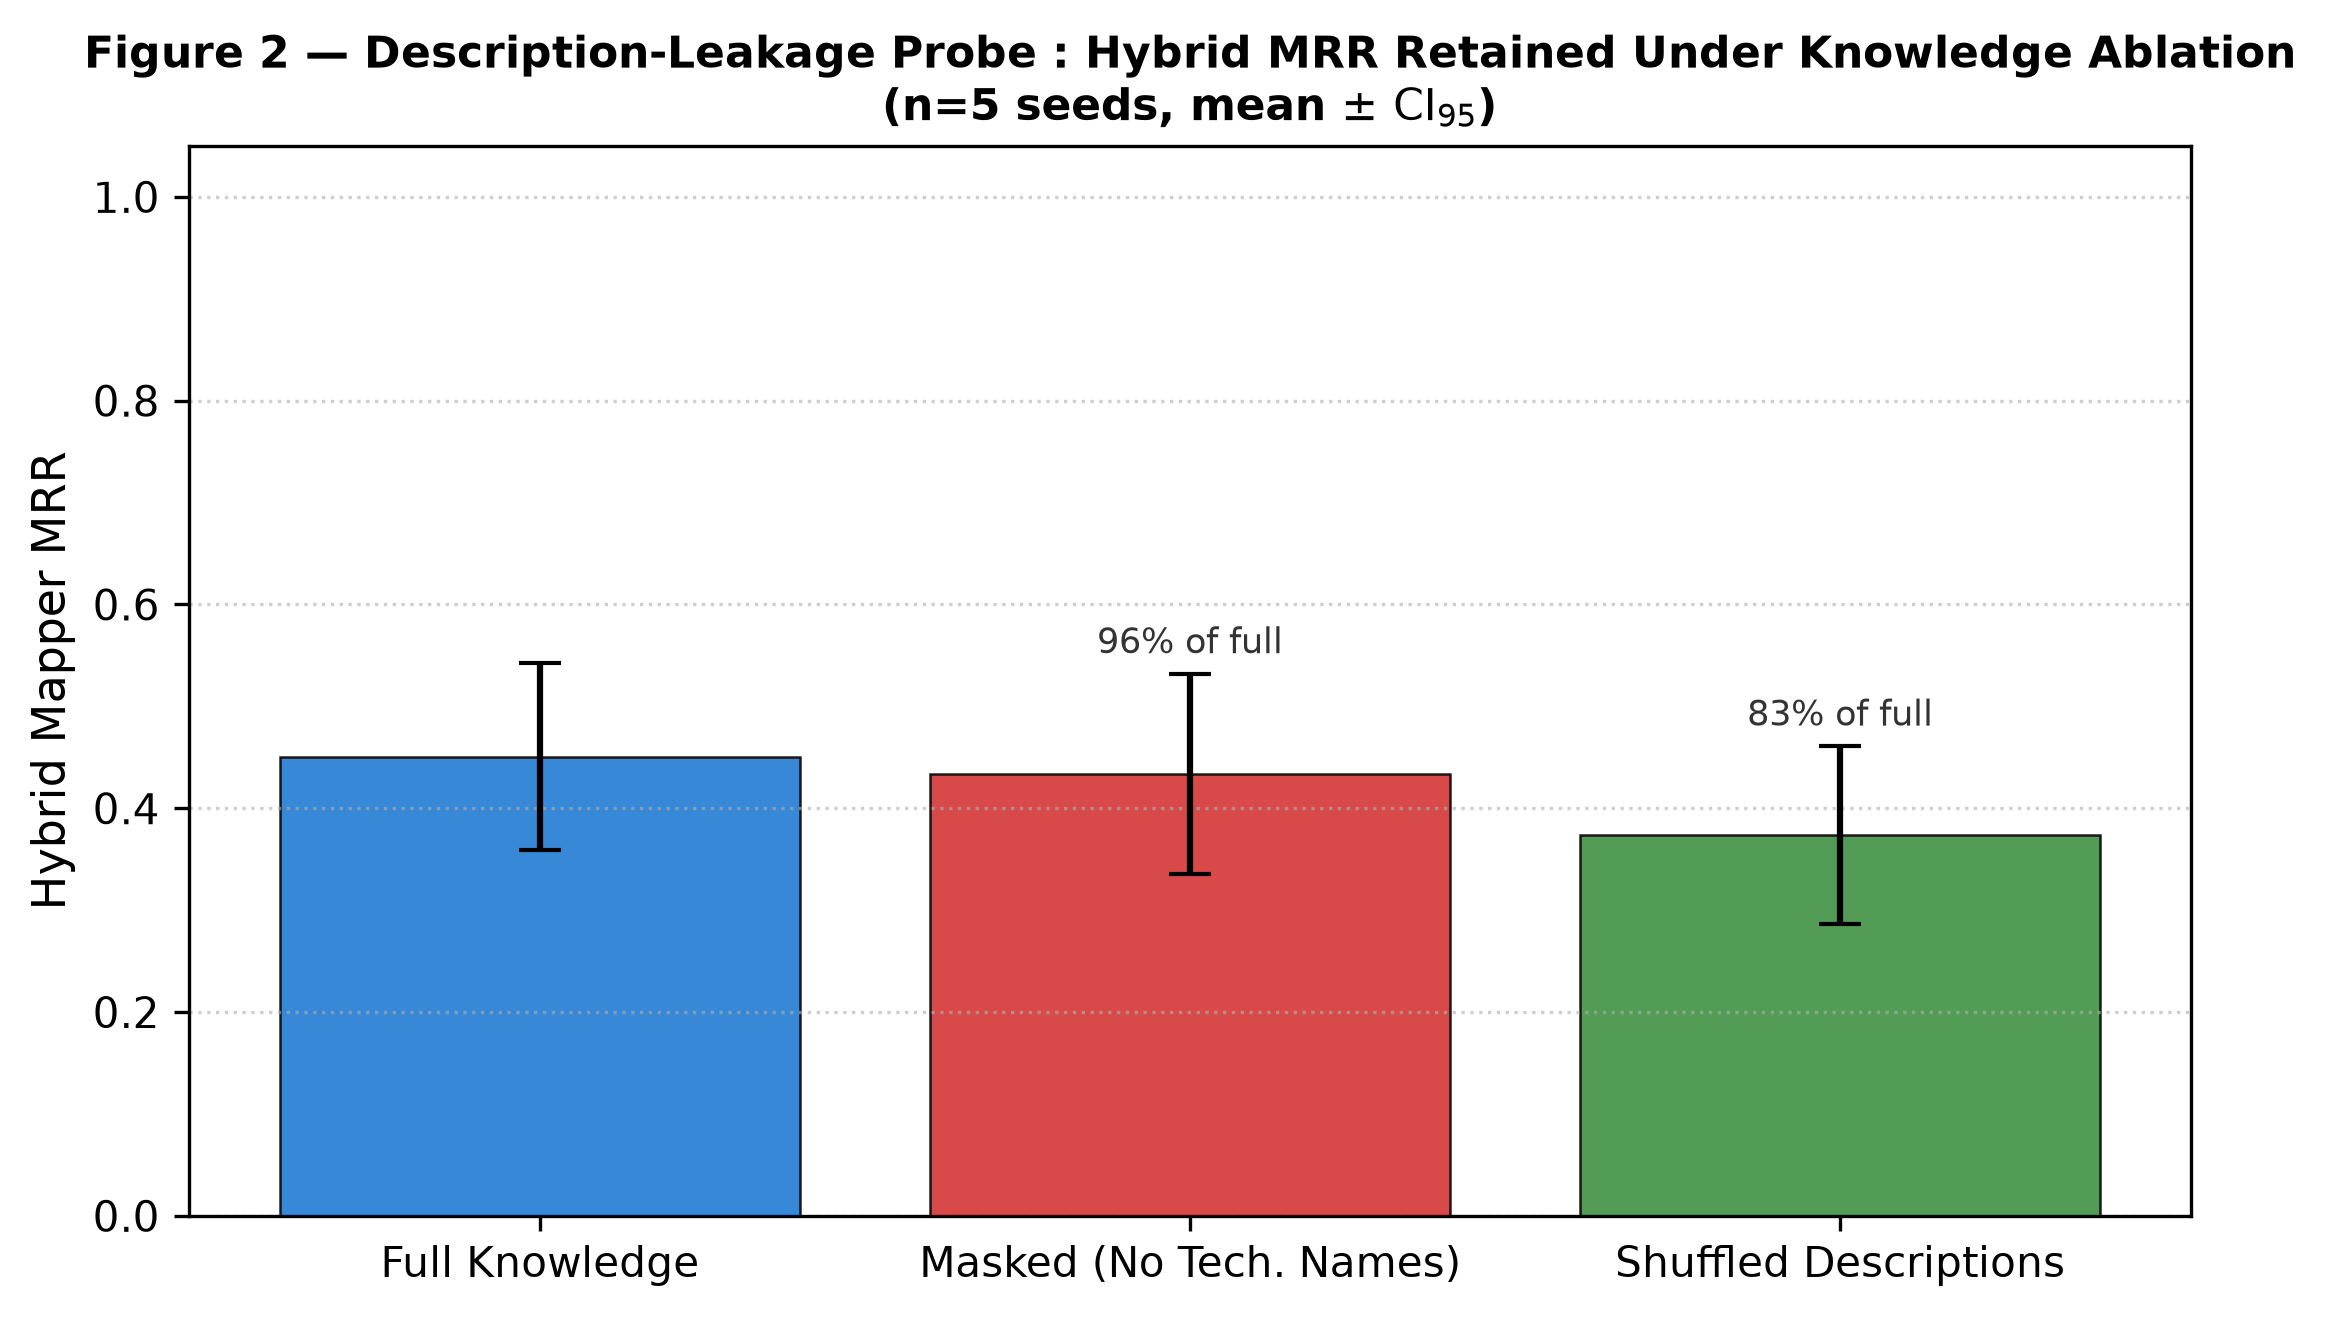 Figure 2 — Description-Leakage Probe : Hybrid MRR Retained Under Knowledge Ablation
(n=5 seeds, mean ± CI₉₅)
Hybrid Mapper MRR
1.0
0.8
0.6
0.4
0.2
0.0
96% of full
83% of full
Full Knowledge
Masked (No Tech. Names)
Shuffled Descriptions